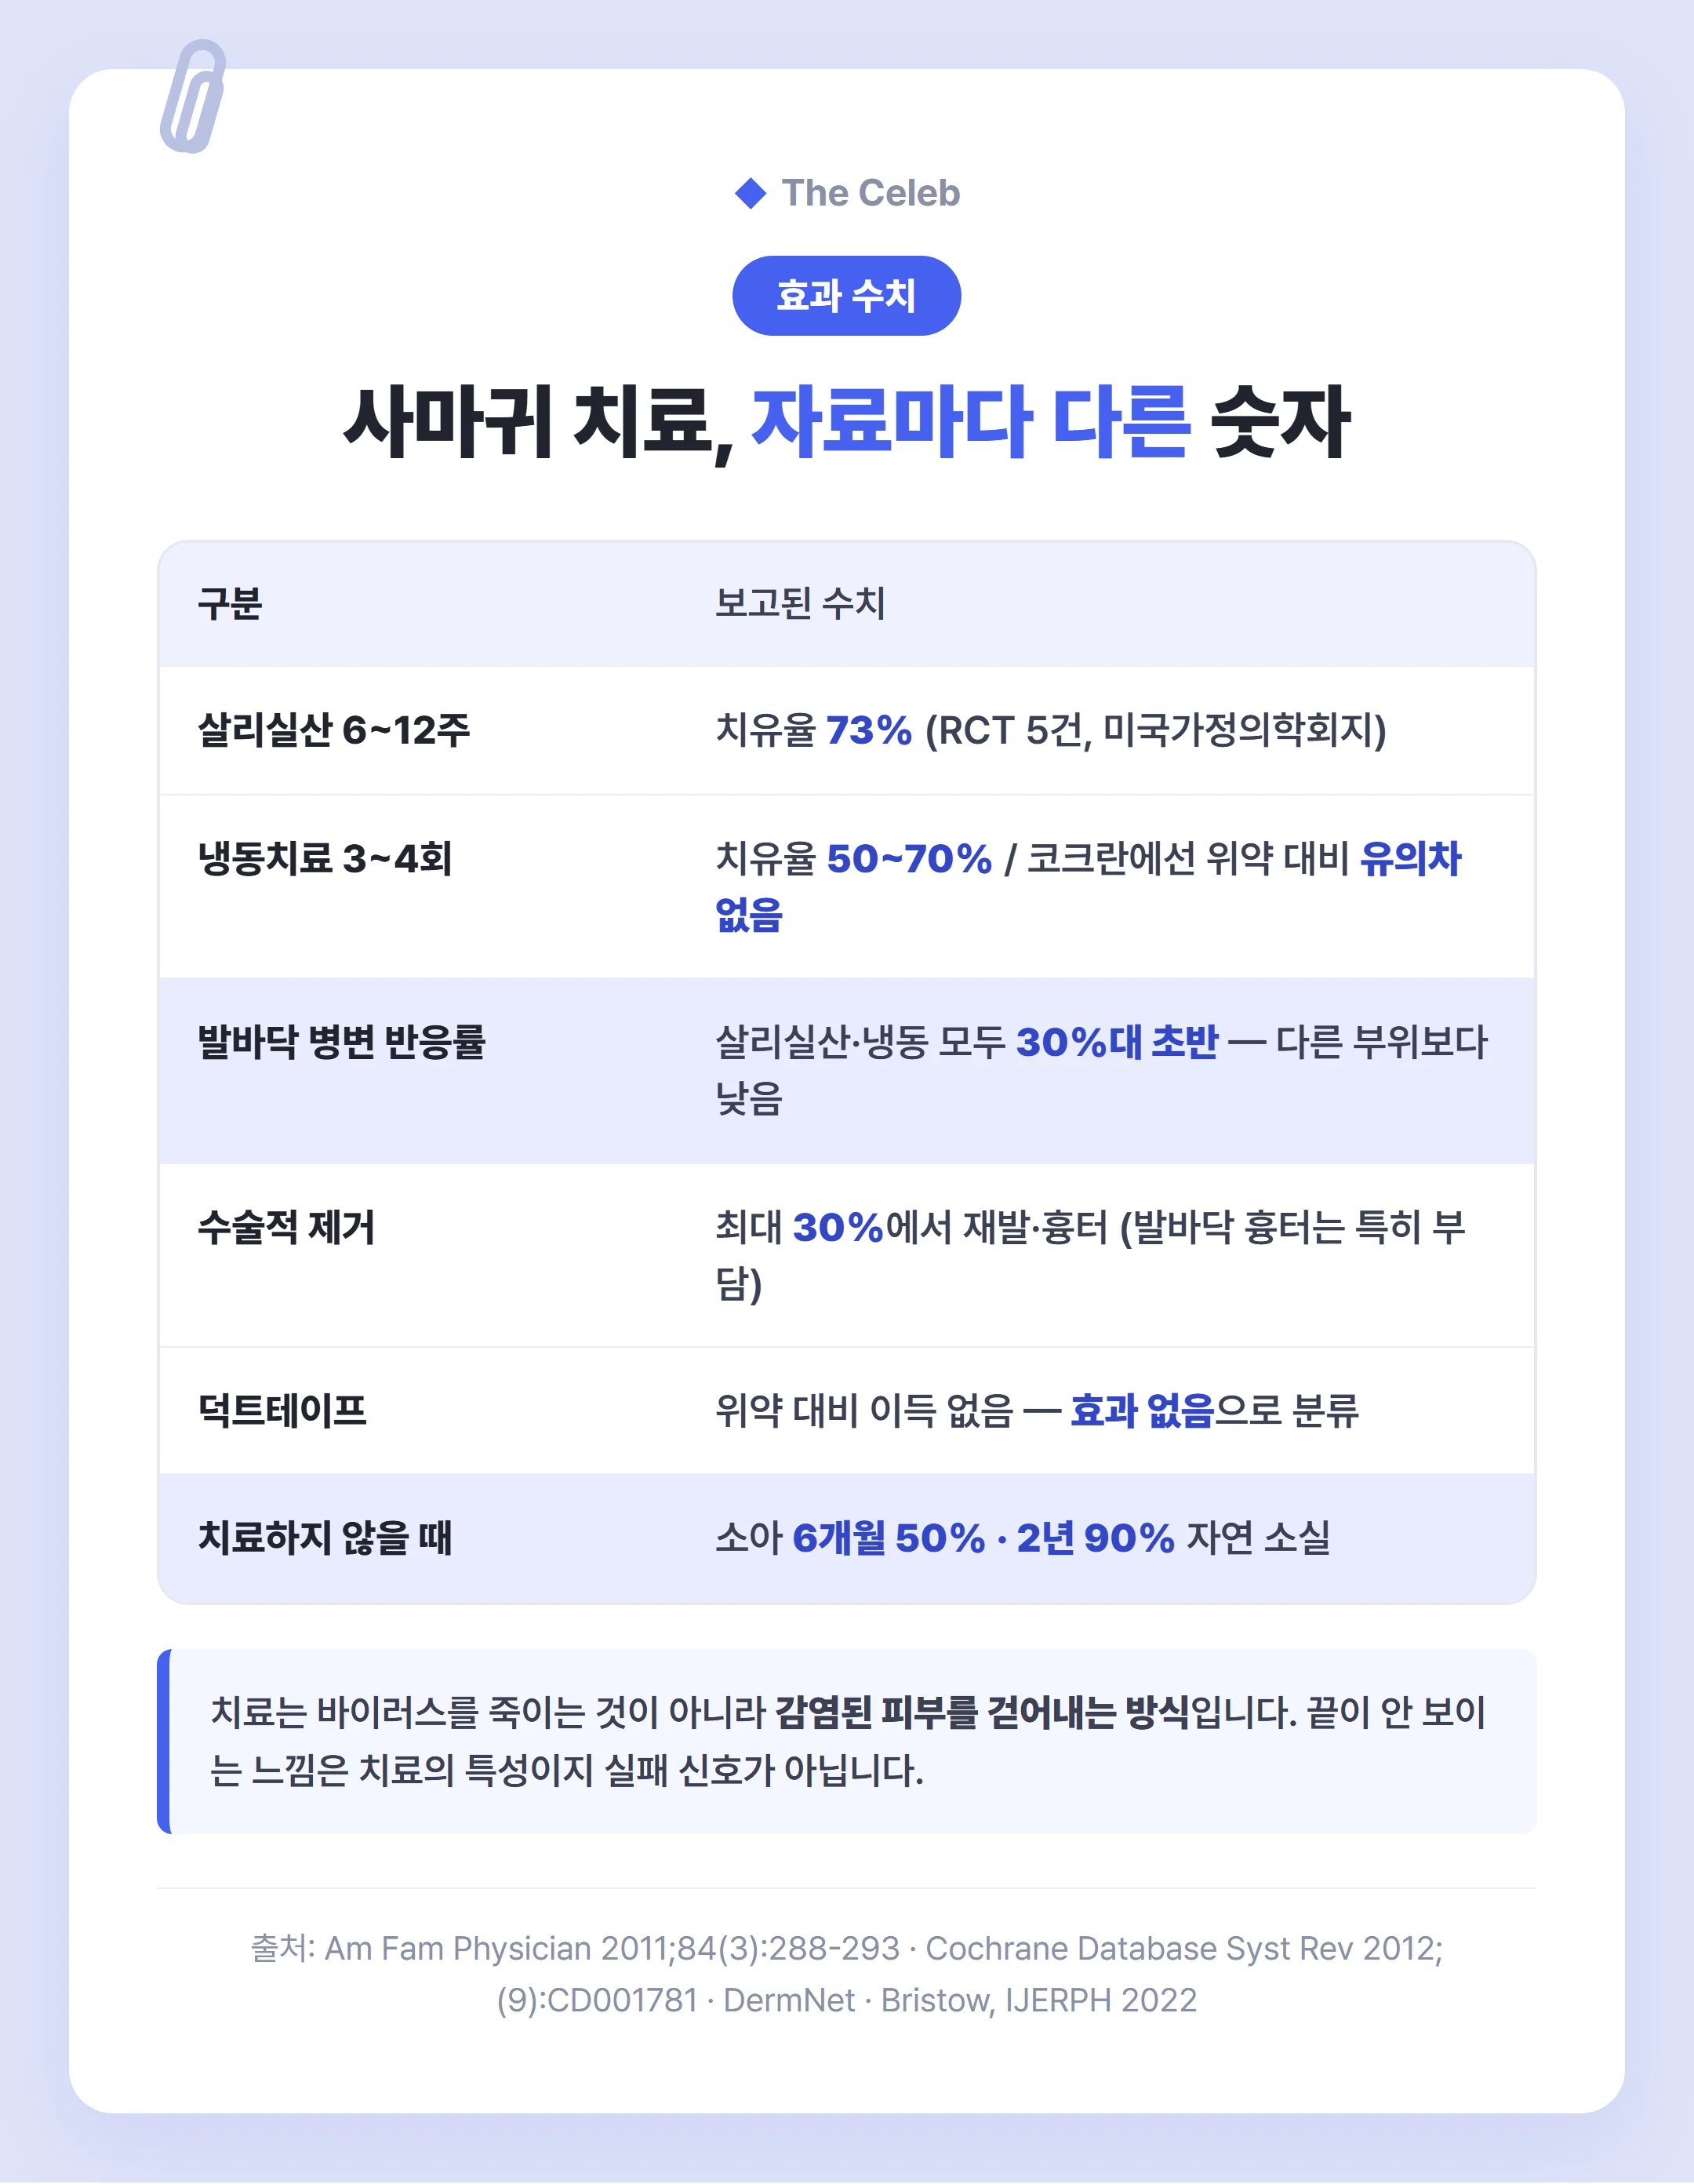 The Celeb
효과 수치
사마귀 치료, 자료마다 다른 숫자
구분
보고된 수치
살리실산 6~12주
치유율 73% (RCT 5건, 미국가정의학회지)
냉동치료 3~4회
치유율 50~70% / 코크란에선 위약 대비 유의차
없음
발바닥 병변 반응률
살리실산·냉동 모두 30%대 초반 — 다른 부위보다
낮음
수술적 제거
최대 30%에서 재발·흉터 (발바닥 흉터는 특히 부
담)
덕트테이프
위약 대비 이득 없음 — 효과 없음으로 분류
치료하지 않을 때
소아 6개월 50% · 2년 90% 자연 소실
치료는 바이러스를 죽이는 것이 아니라 감염된 피부를 걷어내는 방식입니다. 끝이 안 보이
는 느낌은 치료의 특성이지 실패 신호가 아닙니다.
출처: Am Fam Physician 2011;84(3):288-293 · Cochrane Database Syst Rev 2012;
(9):CD001781 · DermNet · Bristow, IJERPH 2022